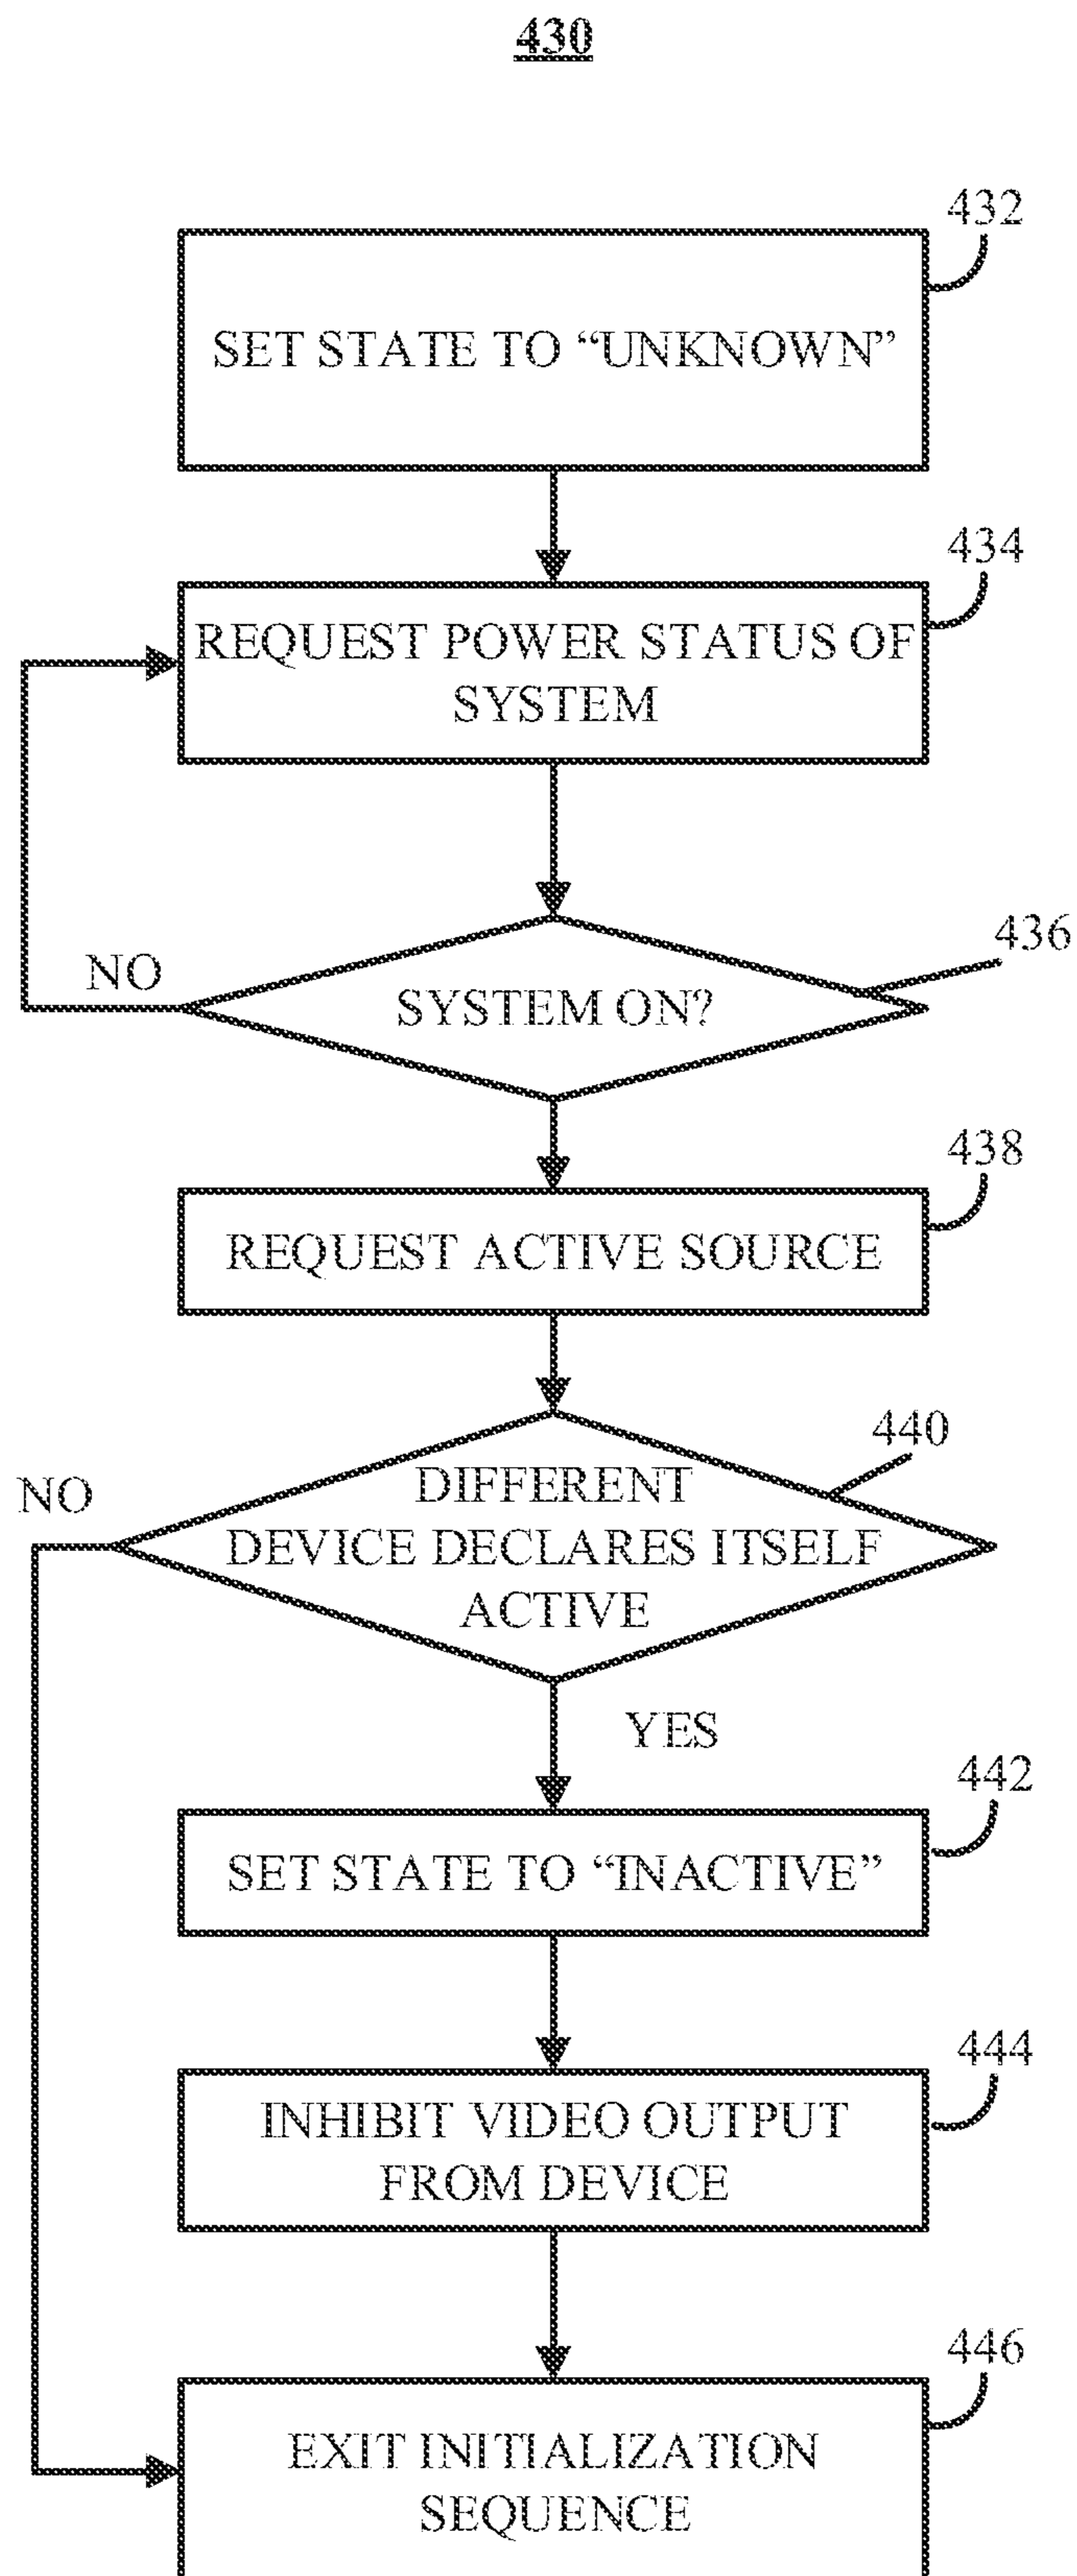 430
432
SET STATE TO “UNKNOWN”
434
REQUEST POWER STATUS OF
SYSTEM
436
NO
SYSTEM ON?
438
REQUEST ACTIVE SOURCE
440
NO
DIFFERENT
DEVICE DECLARES ITSELF
ACTIVE
YES
442
SET STATE TO “INACTIVE”
444
INHIBIT VIDEO OUTPUT
FROM DEVICE
446
EXIT INITIALIZATION
SEQUENCE